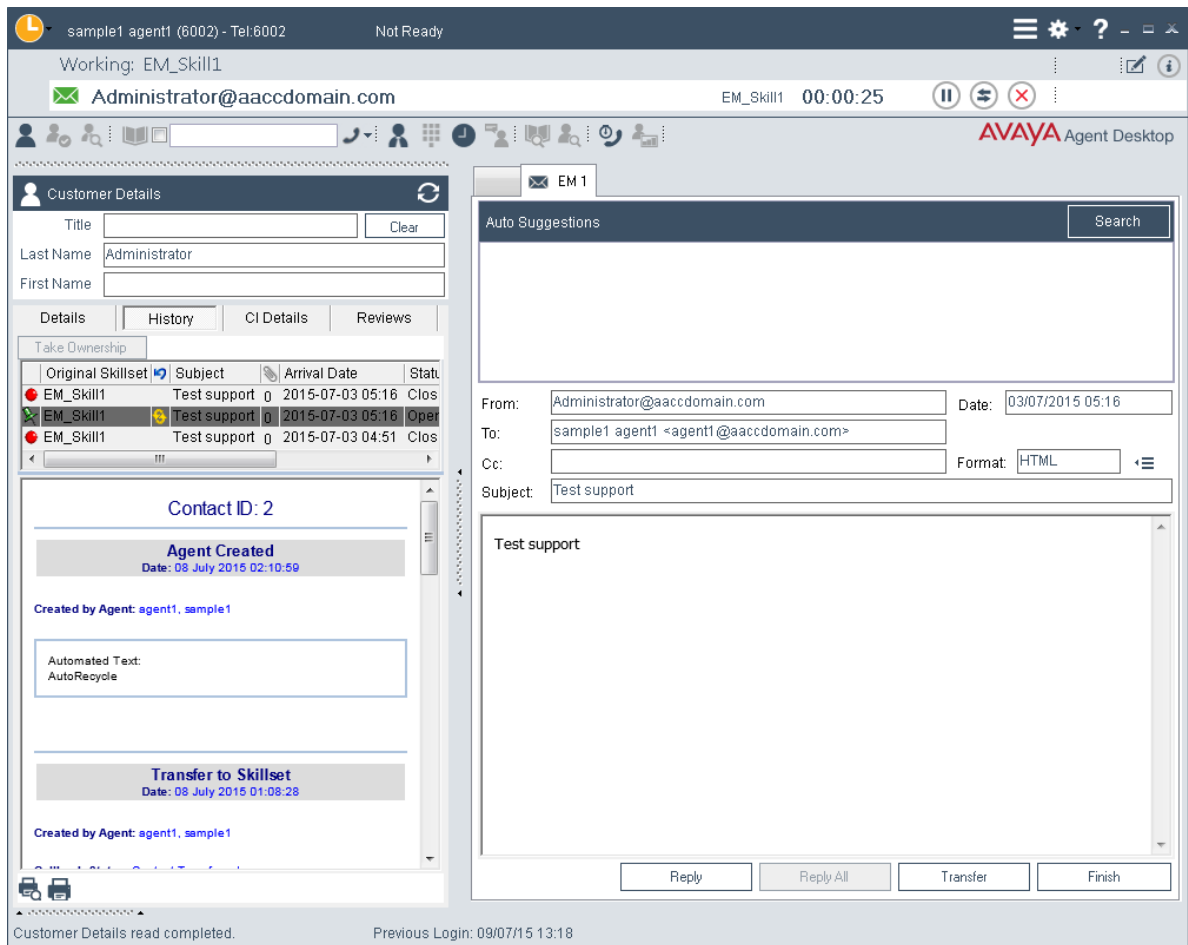 sample1 agent1 (6002) - Tel:6002 Not Ready ?
Working: EM_Skill1
Administrator@aaccdomain.com EM_Skill1 00:00:25
AVAYA Agent Desktop
Customer Details
Title Clear
Last Name Administrator
First Name
Details History CI Details Reviews
Take Ownership
Original Skillset Subject Arrival Date Statu
EM_Skill1 Test support 0 2015-07-03 05:16 Clos
EM_Skill1 Test support 0 2015-07-03 05:16 Oper
EM_Skill1 Test support 0 2015-07-03 04:51 Clos
Contact ID: 2
Agent Created
Date: 08 July 2015 02:10:59
Created by Agent: agent1, sample1
Automated Text:
AutoRecycle
Transfer to Skillset
Date: 08 July 2015 01:08:28
Created by Agent: agent1, sample1
EM 1
Auto Suggestions Search
From: Administrator@aaccdomain.com Date: 03/07/2015 05:16
To: sample1 agent1 <agent1@aaccdomain.com>
Cc: Format: HTML
Subject: Test support
Test support
Reply Reply All Transfer Finish
Customer Details read completed. Previous Login: 09/07/15 13:18